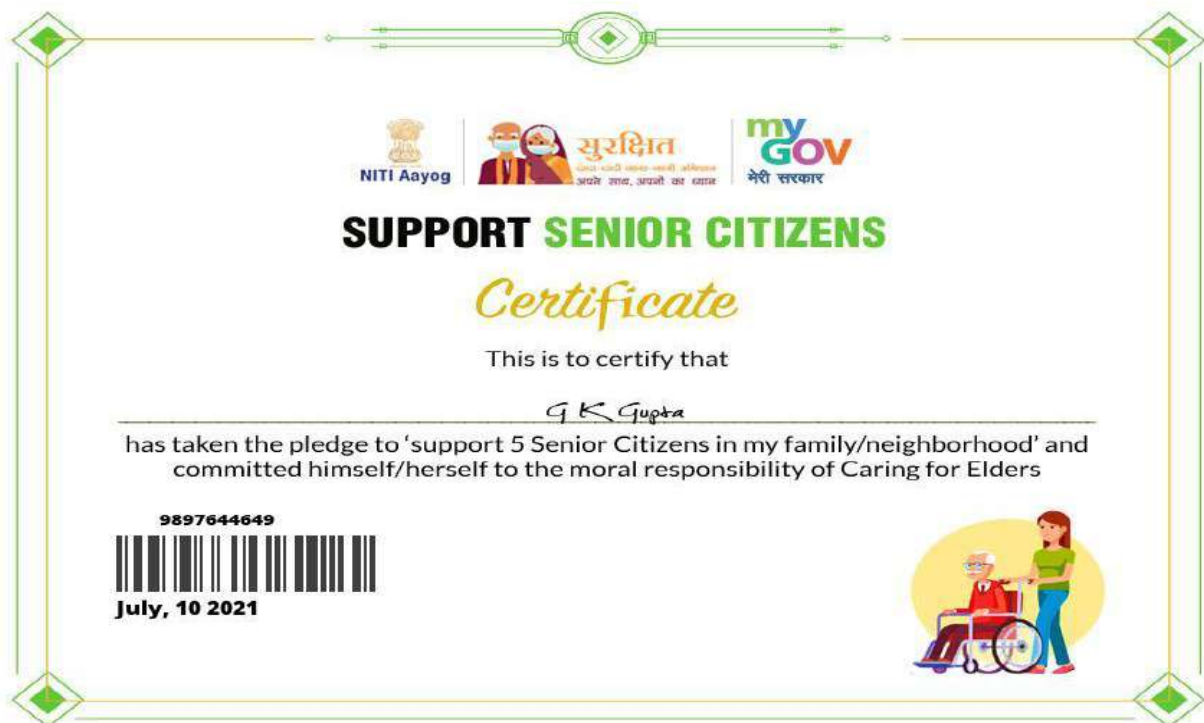 NITI Aayog
सुरक्षित
दादा-दादी नाना-नानी अभियान
अपने साथ, अपनों का ध्यान
my
GOV
मेरी सरकार
SUPPORT SENIOR CITIZENS
Certificate
This is to certify that
G K Gupta
has taken the pledge to ‘support 5 Senior Citizens in my family/neighborhood’ and
committed himself/herself to the moral responsibility of Caring for Elders
9897644649
July, 10 2021